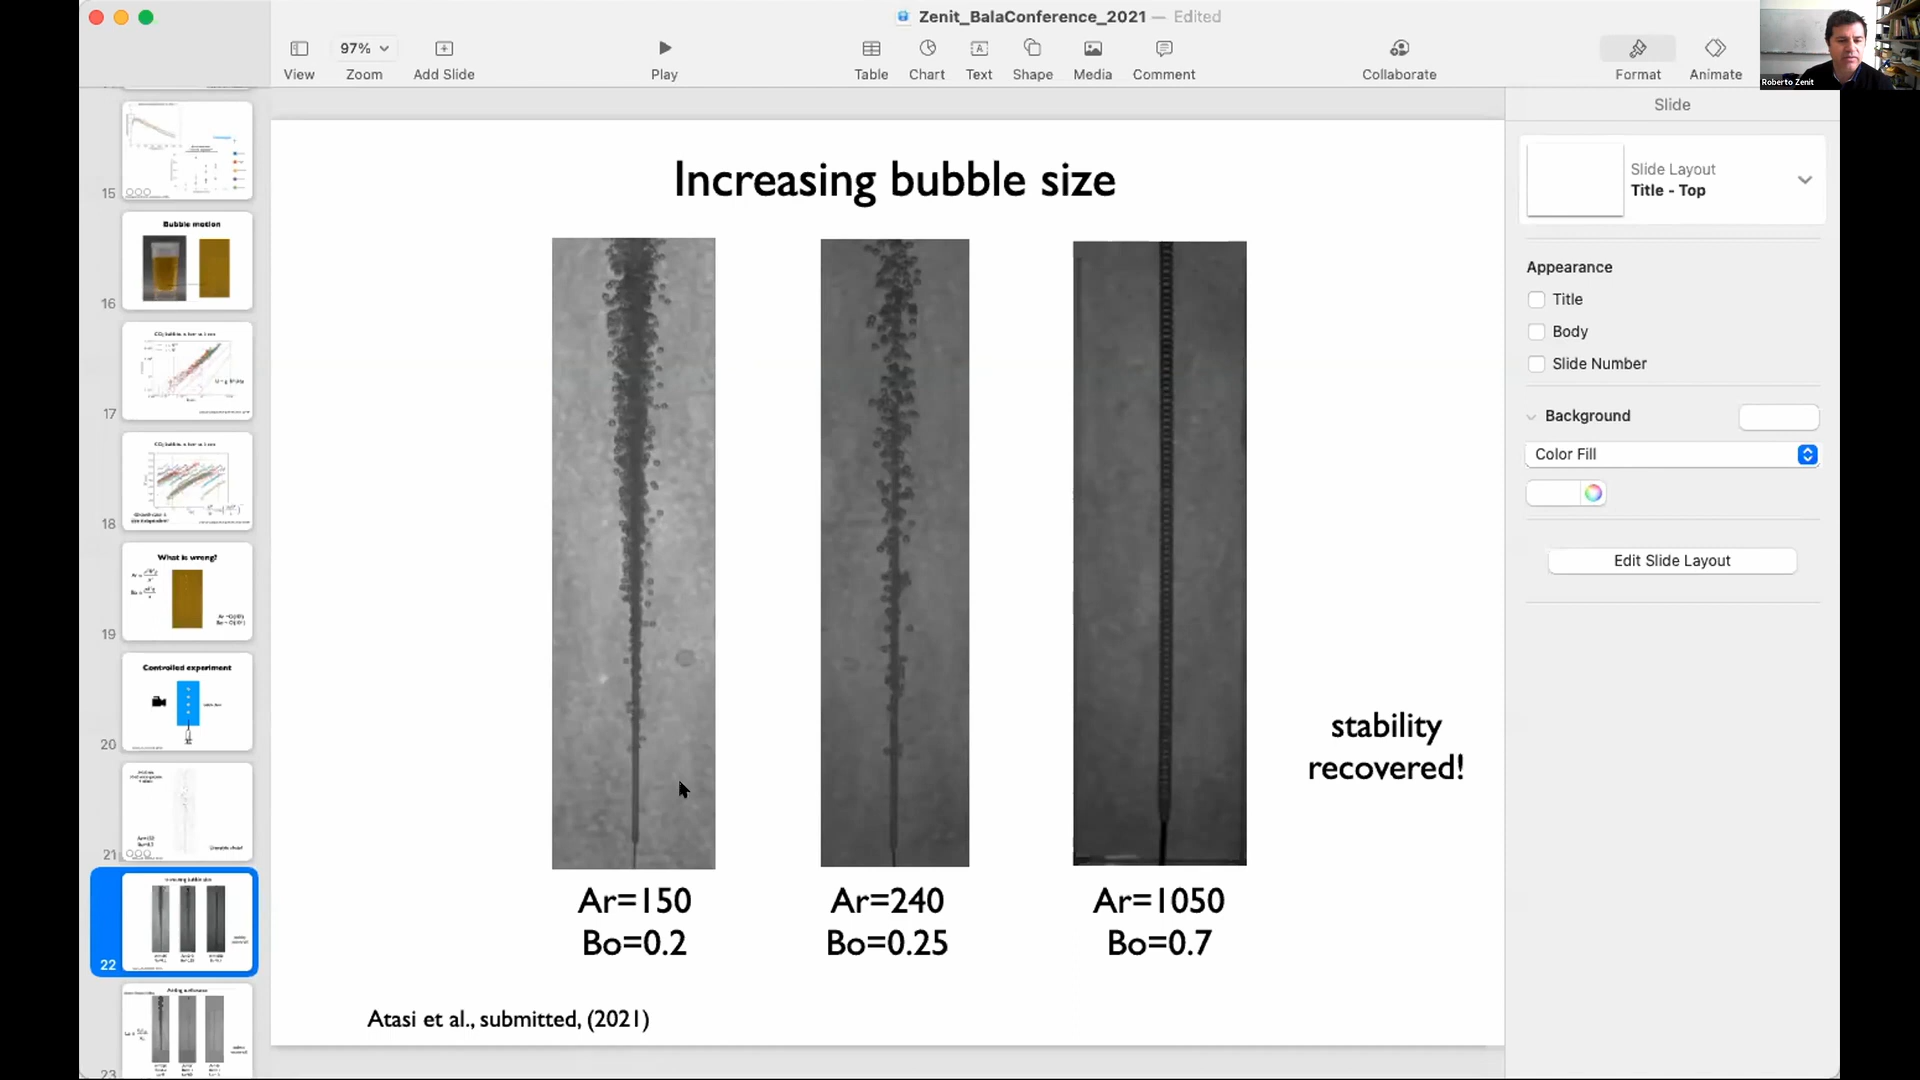 Zenit_BalaConference_2021 — Edited
97%
View
Zoom
Add Slide
Play
Table
Chart
Text
Shape
Media
Comment
Collaborate
Format
Animate
Roberto Zenit
Slide
Slide Layout
Title - Top
Appearance
Title
Body
Slide Number
Background
Color Fill
Edit Slide Layout
15
Bubble motion
16
17
18
What is wrong?
19
Controlled experiment
20
21
22
23
Increasing bubble size
stability
recovered!
Ar=150
Bo=0.2
Ar=240
Bo=0.25
Ar=1050
Bo=0.7
Atasi et al., submitted, (2021)